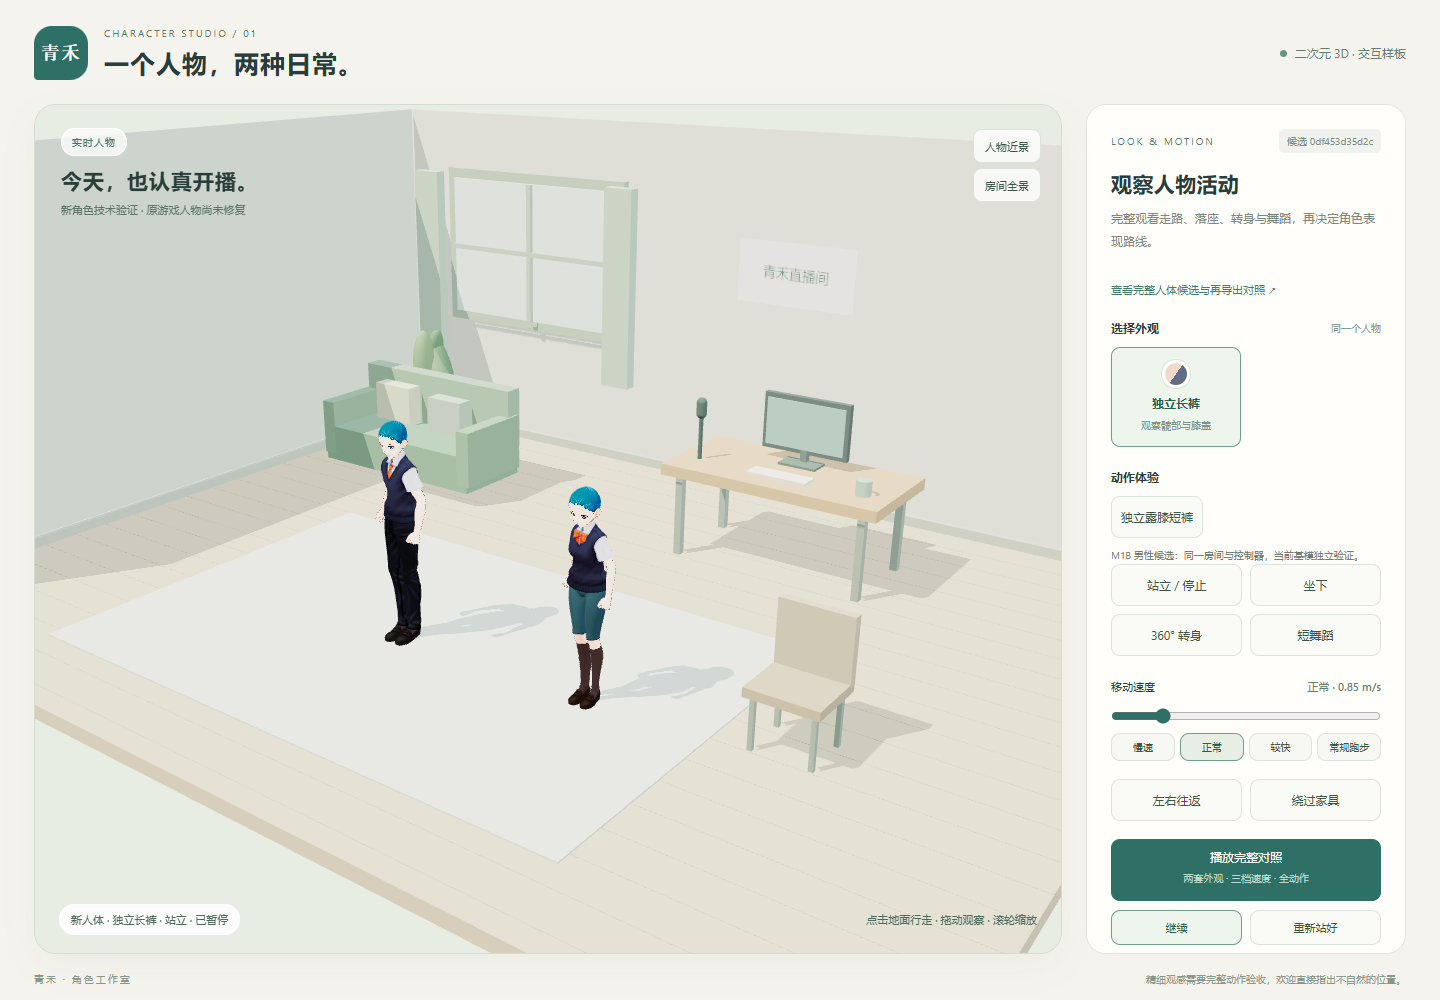 青禾
CHARACTER STUDIO / 01
一个人物，两种日常。
二次元 3D · 交互样板
实时人物
今天，也认真开播。
新角色技术验证 · 原游戏人物尚未修复
人物近景
房间全景
青禾直播间
新人体 · 独立长裤 · 站立 · 已暂停
点击地面行走 · 拖动观察 · 滚轮缩放
LOOK & MOTION
候选 0df453d35d2c
观察人物活动
完整观看走路、落座、转身与舞蹈，再决定角色表
现路线。
查看完整人体候选与再导出对照 ↗
选择外观
同一个人物
独立长裤
观察髋部与膝盖
动作体验
独立露膝短裤
M1B 男性候选：同一房间与控制器，当前基模独立验证。
站立 / 停止
坐下
360° 转身
短舞蹈
移动速度
正常 · 0.85 m/s
慢速
正常
较快
常规跑步
左右往返
绕过家具
播放完整对照
两套外观 · 三档速度 · 全动作
继续
重新站好
青禾 · 角色工作室
精细观感需要完整动作验收，欢迎直接指出不自然的位置。